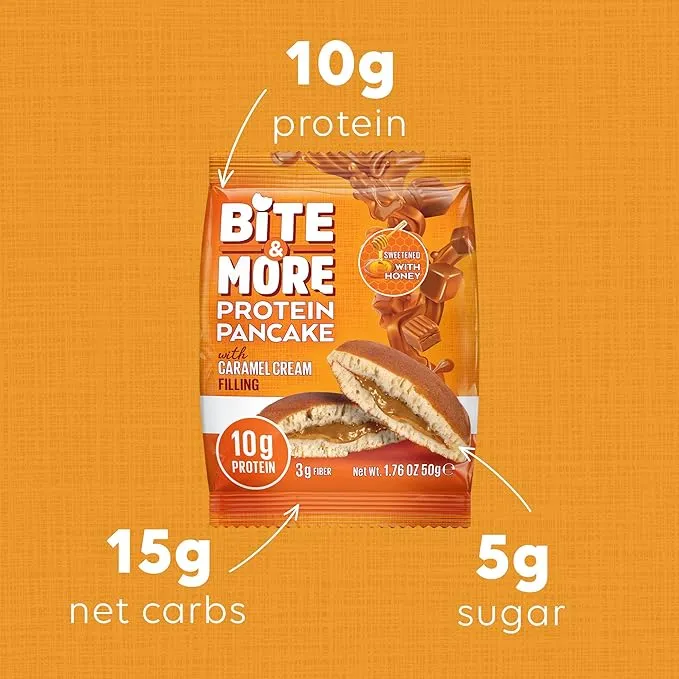 10g
protein
BiTE
&
MORE
PROTEIN
PANCAKE
with
CARAMEL CREAM
FILLING
SWEETENED
WITH
HONEY
10g
PROTEIN
3g FIBER
NET WT. 1.76 OZ 50g℮
15g
net carbs
5g
sugar